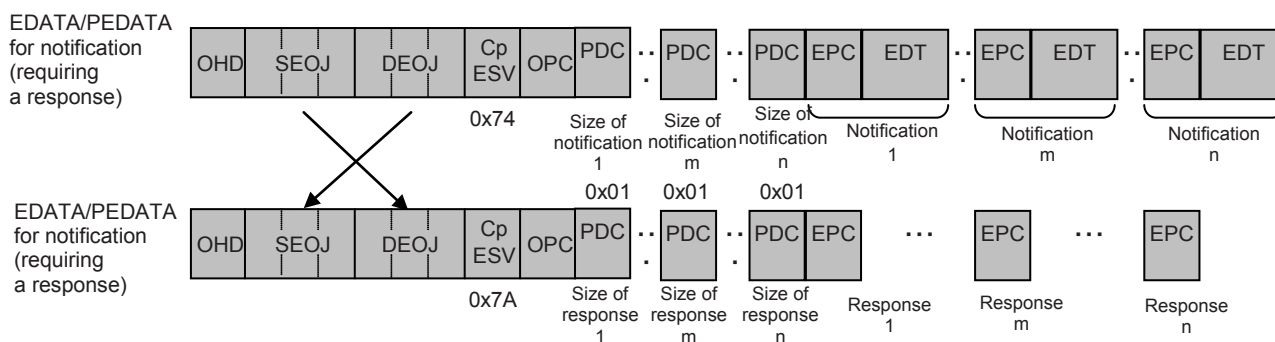 EDATA/PEDATA
for notification
(requiring
a response)
OHD SEOJ DEOJ Cp ESV OPC PDC ·· . PDC ·· . PDC EPC EDT ·· . EPC EDT ·· . EPC EDT
0x74
Size of notification 1
Size of notification m
Size of notification n
Notification 1
Notification m
Notification n
0x01 0x01 0x01
EDATA/PEDATA
for notification
(requiring
a response)
OHD SEOJ DEOJ Cp ESV OPC PDC ·· . PDC ·· . PDC EPC ··· EPC ··· EPC
0x7A
Size of response 1
Size of response m
Size of response n
Response 1
Response m
Response n